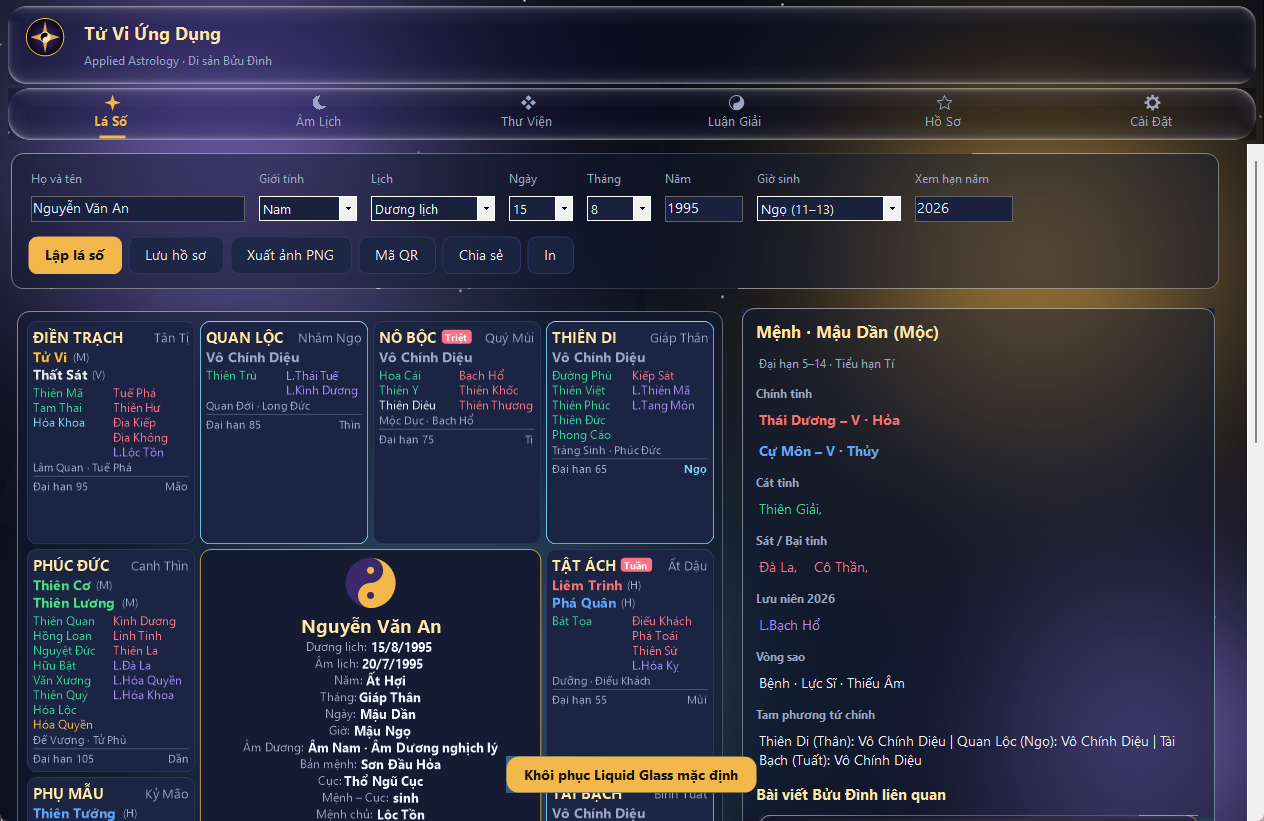 Tử Vi Ứng Dụng
Applied Astrology · Di sản Bửu Đình
Lá Số
Âm Lịch
Thư Viện
Luận Giải
Hồ Sơ
Cài Đặt
Họ và tên
Giới tính
Lịch
Ngày
Tháng
Năm
Giờ sinh
Xem hạn năm
Nguyễn Văn An
Nam
Dương lịch
15
8
1995
Ngọ (11–13)
2026
Lập lá số
Lưu hồ sơ
Xuất ảnh PNG
Mã QR
Chia sẻ
In
ĐIỀN TRẠCH
Tân Tị
Tử Vi (M)
Thất Sát (V)
Thiên Mã
Tuế Phá
Tam Thai
Thiên Hư
Hóa Khoa
Địa Kiếp
Địa Không
L.Lộc Tồn
Lâm Quan · Tuế Phá
Đại hạn 95
Mão
QUAN LỘC
Nhâm Ngọ
Vô Chính Diệu
Thiên Trù
L.Thái Tuế
L.Kình Dương
Quan Đới · Long Đức
Đại hạn 85
Thìn
NÔ BỘC
Triệt
Quý Mùi
Vô Chính Diệu
Hoa Cái
Bạch Hổ
Thiên Y
Thiên Khốc
Thiên Diêu
Thiên Thương
Mộc Dục · Bạch Hổ
Đại hạn 75
Tị
THIÊN DI
Giáp Thân
Vô Chính Diệu
Đường Phù
Kiếp Sát
Thiên Việt
L.Thiên Mã
Thiên Phúc
L.Tang Môn
Thiên Đức
Phong Cáo
Tràng Sinh · Phúc Đức
Đại hạn 65
Ngọ
PHÚC ĐỨC
Canh Thìn
Thiên Cơ (M)
Thiên Lương (M)
Thiên Quan
Kình Dương
Hồng Loan
Linh Tinh
Nguyệt Đức
Thiên La
Hữu Bật
L.Đà La
Văn Xương
L.Hóa Quyền
Thiên Quý
L.Hóa Khoa
Hóa Lộc
Hóa Quyền
Đế Vượng · Tử Phù
Đại hạn 105
Dần
PHỤ MẪU
Kỷ Mão
Thiên Tướng (H)
Nguyễn Văn An
Dương lịch: 15/8/1995
Âm lịch: 20/7/1995
Năm: Ất Hợi
Tháng: Giáp Thân
Ngày: Mậu Dần
Giờ: Mậu Ngọ
Âm Dương: Âm Nam · Âm Dương nghịch lý
Bản mệnh: Sơn Đầu Hỏa
Cục: Thổ Ngũ Cục
Mệnh – Cục: sinh
Mệnh chủ: Lộc Tồn
TẬT ÁCH
Tuần
Ất Dậu
Liêm Trinh (H)
Phá Quân (H)
Bát Tọa
Điếu Khách
Phá Toái
Thiên Sứ
L.Hóa Kỵ
Dưỡng · Điếu Khách
Đại hạn 55
Mùi
TÀI BẠCH
Bính Tuất
Vô Chính Diệu
Khôi phục Liquid Glass mặc định
Mệnh · Mậu Dần (Mộc)
Đại hạn 5–14 · Tiểu hạn Tí
Chính tinh
Thái Dương – V · Hỏa
Cự Môn – V · Thủy
Cát tinh
Thiên Giải,
Sát / Bại tinh
Đà La, Cô Thần,
Lưu niên 2026
L.Bạch Hổ
Vòng sao
Bệnh · Lực Sĩ · Thiếu Âm
Tam phương tứ chính
Thiên Di (Thân): Vô Chính Diệu | Quan Lộc (Ngọ): Vô Chính Diệu | Tài
Bạch (Tuất): Vô Chính Diệu
Bài viết Bửu Đình liên quan